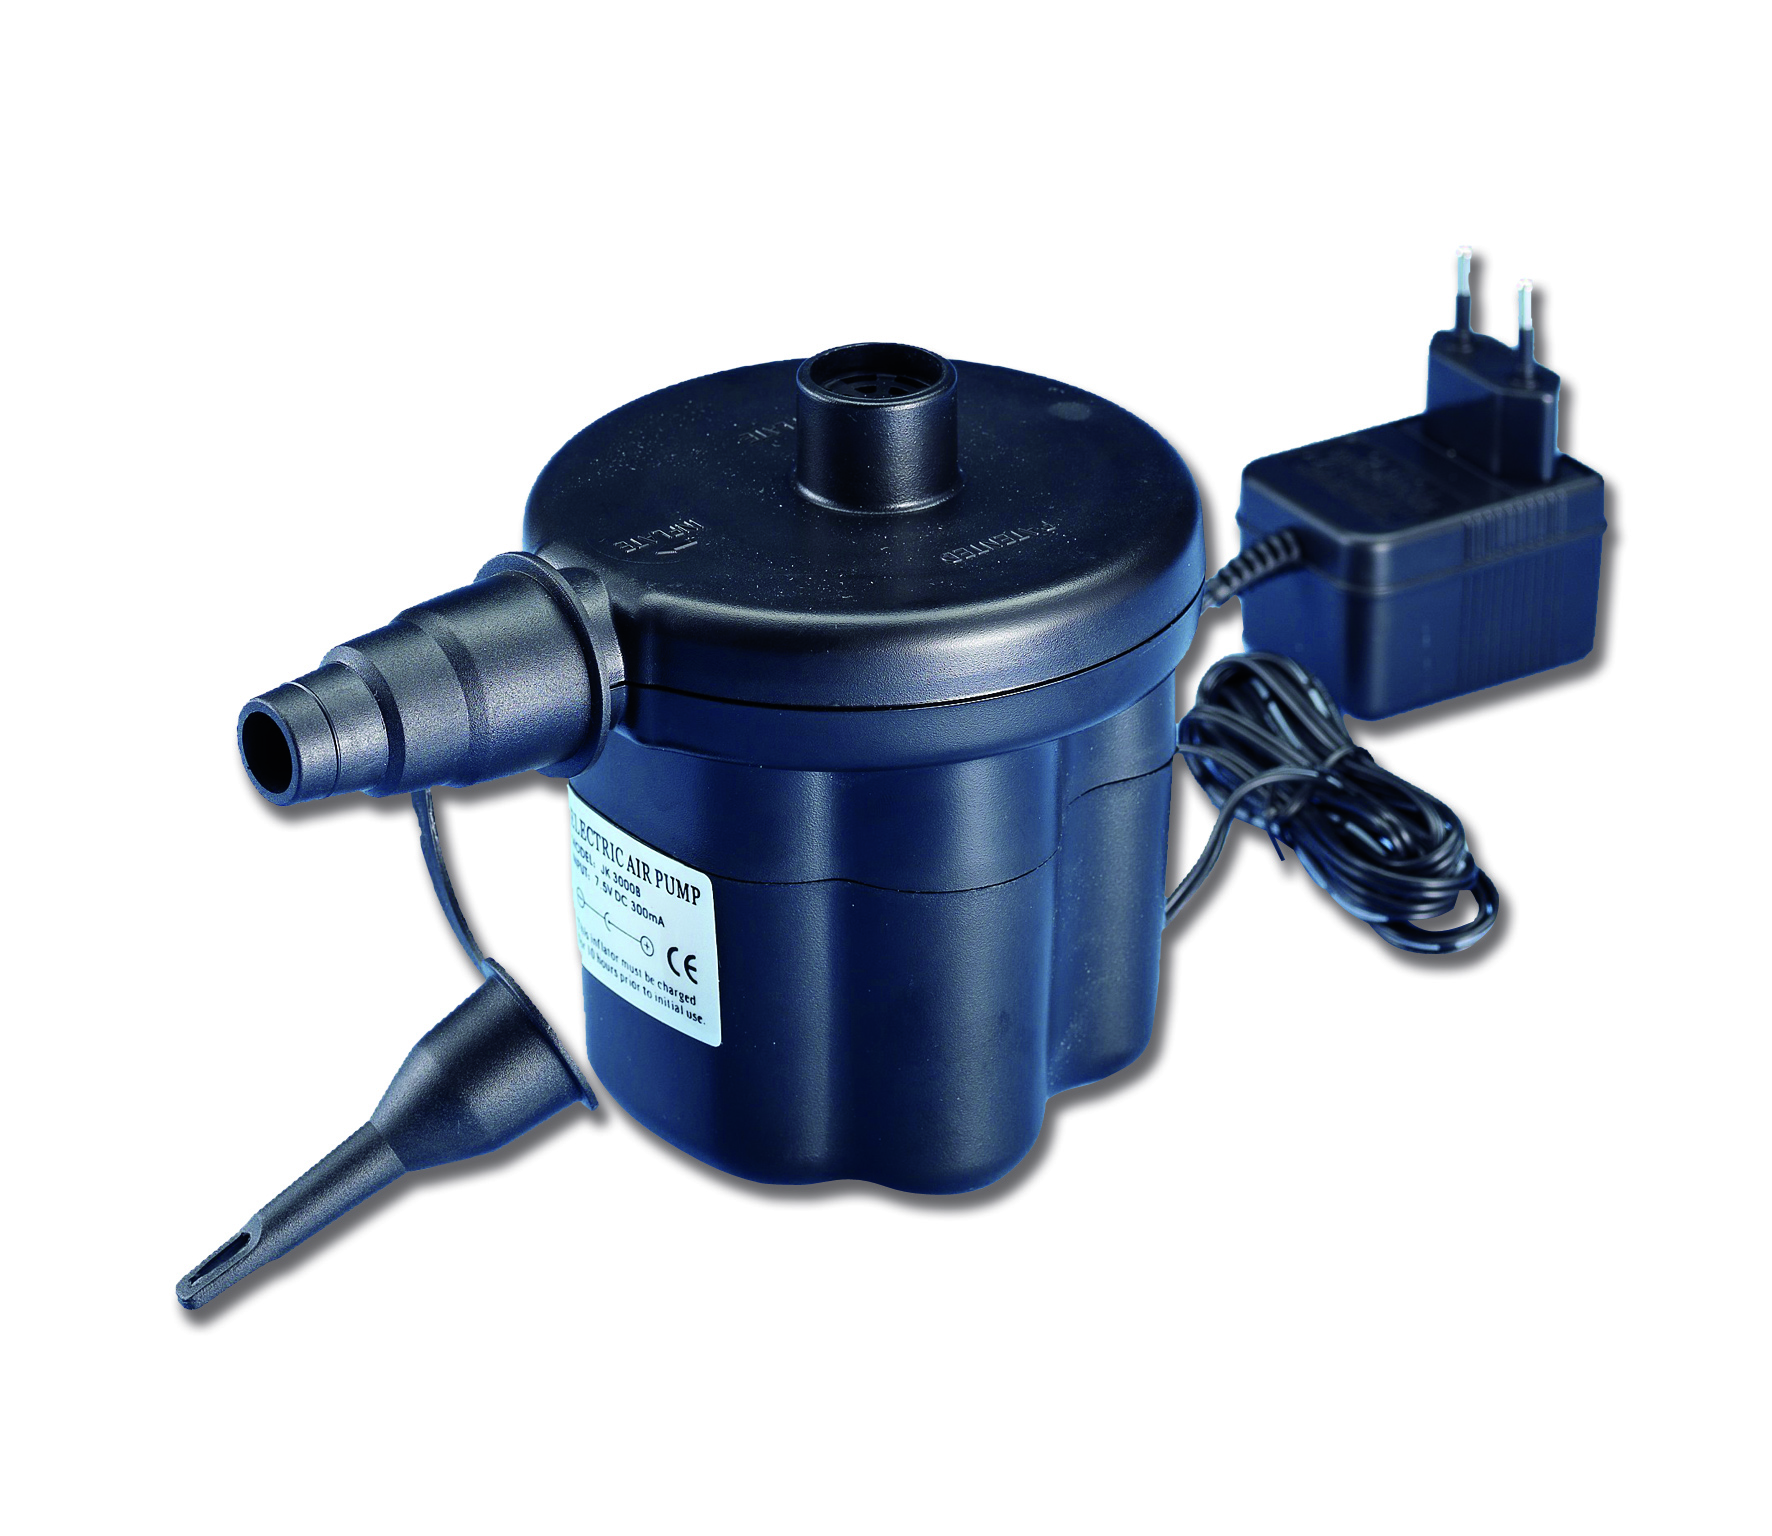 INFLATE
PATENTED
ELECTRIC AIR PUMP
MODEL: JK 3000B
INPUT: 7.5V DC 300mA
CE
This inflator must be charged
for 10 hours prior to initial use.